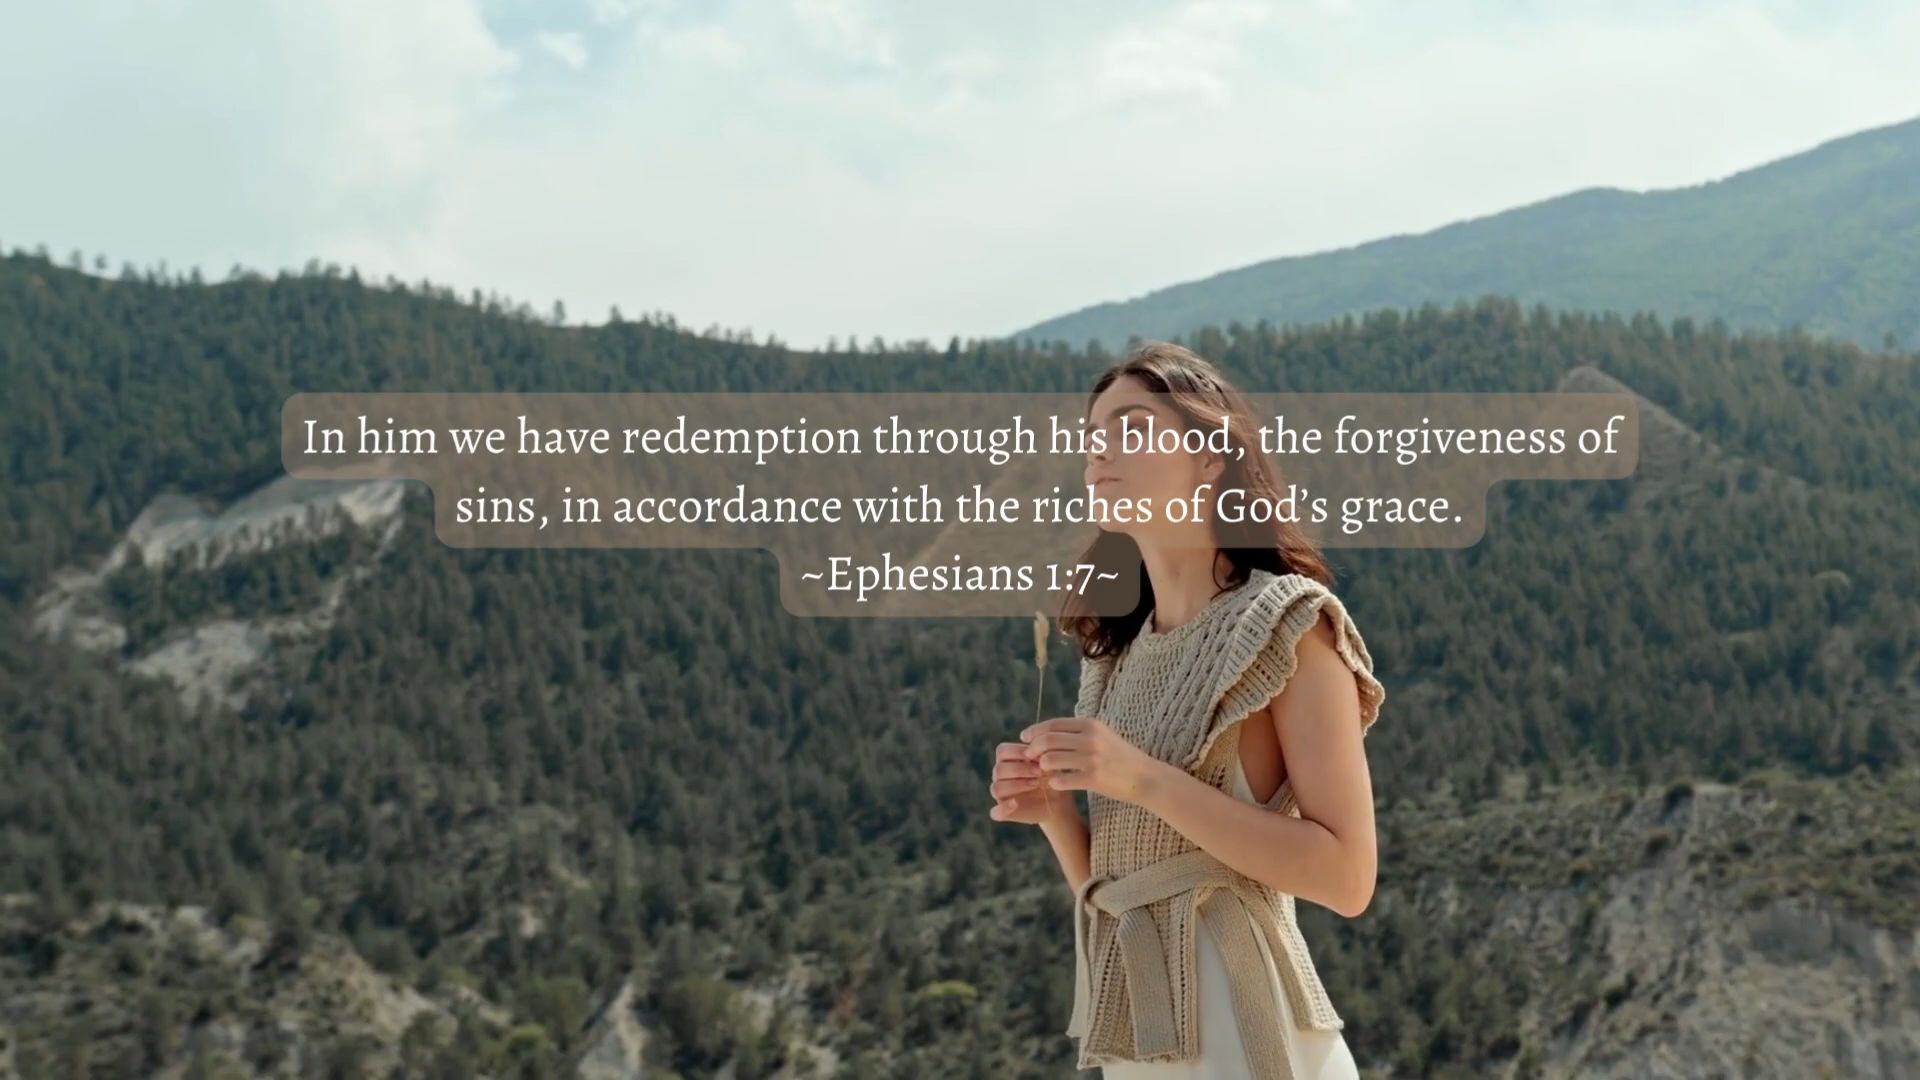 In him we have redemption through his blood, the forgiveness of
sins, in accordance with the riches of God’s grace.
~Ephesians 1:7~